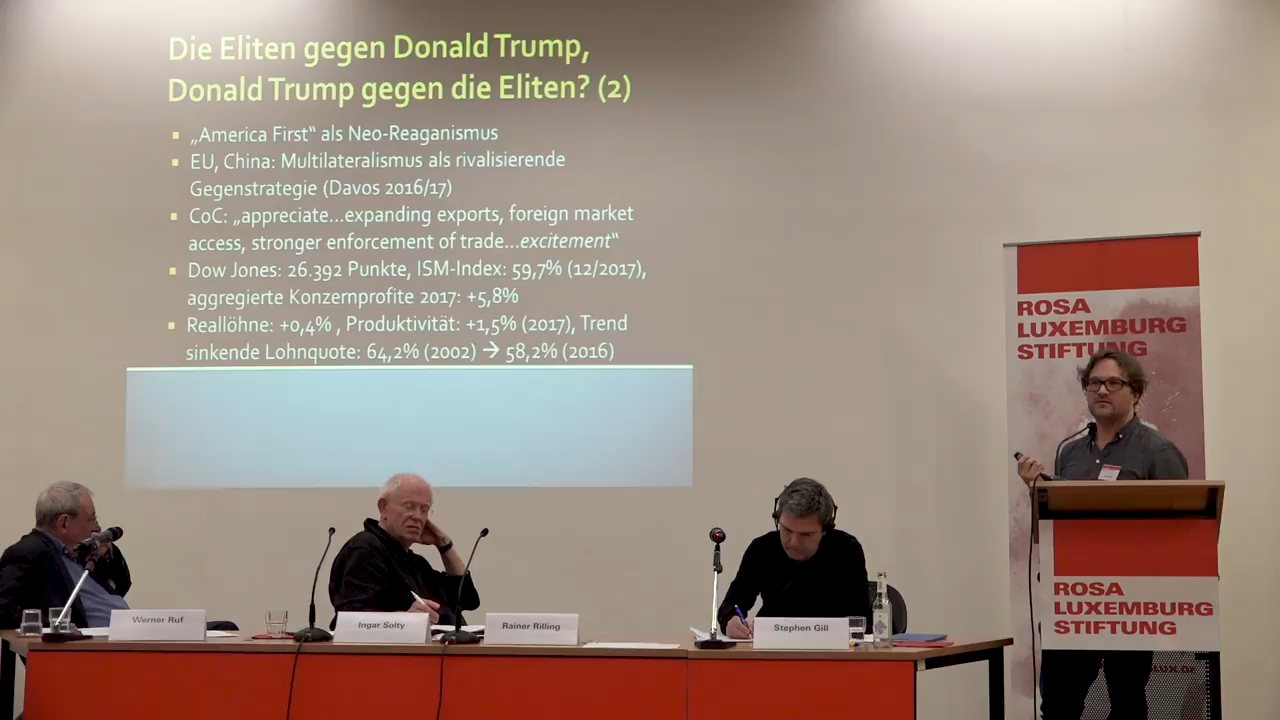 Die Eliten gegen Donald Trump,
Donald Trump gegen die Eliten? (2)
▪ „America First“ als Neo-Reaganismus
▪ EU, China: Multilateralismus als rivalisierende
Gegenstrategie (Davos 2016/17)
▪ CoC: „appreciate...expanding exports, foreign market
access, stronger enforcement of trade...excitement“
▪ Dow Jones: 26.392 Punkte, ISM-Index: 59,7% (12/2017),
aggregierte Konzernprofite 2017: +5,8%
▪ Reallöhne: +0,4% , Produktivität: +1,5% (2017), Trend
sinkende Lohnquote: 64,2% (2002) → 58,2% (2016)
ROSA
LUXEMBURG
STIFTUNG
ROSA
LUXEMBURG
STIFTUNG
Werner Ruf
Ingar Solty
Rainer Rilling
Stephen Gill